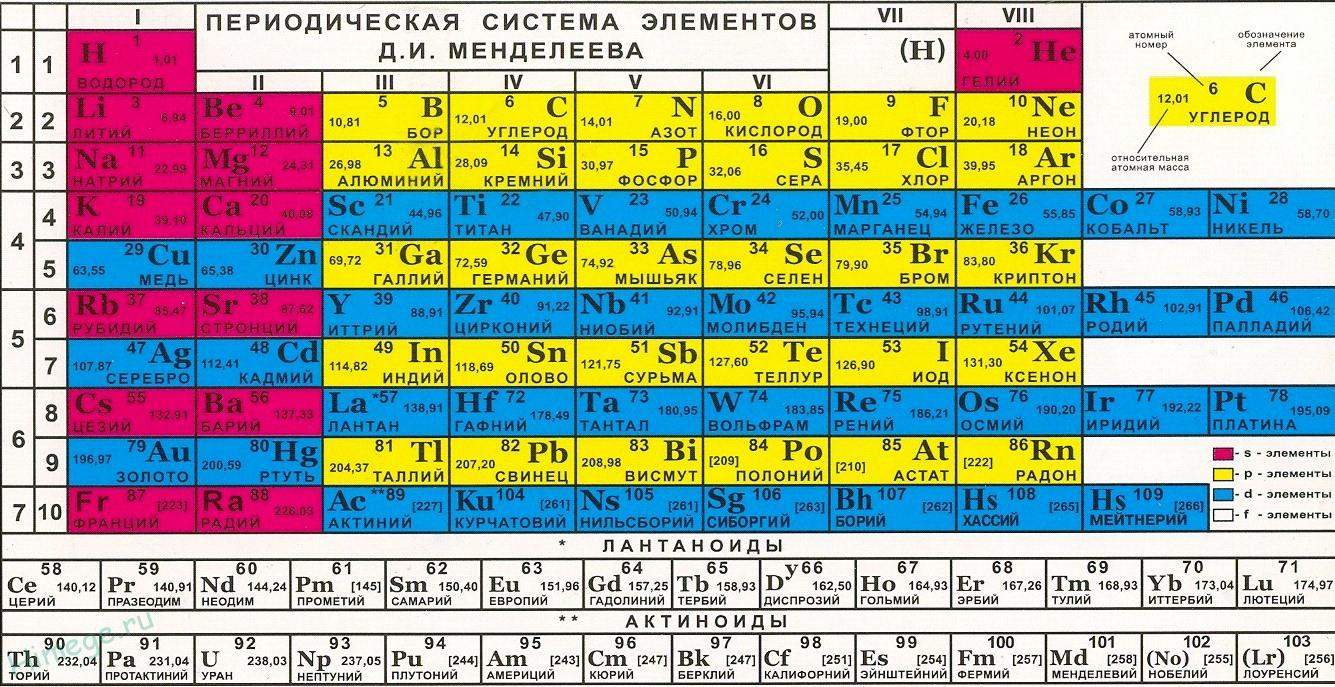 I
ПЕРИОДИЧЕСКАЯ СИСТЕМА ЭЛЕМЕНТОВ
Д.И. МЕНДЕЛЕЕВА
VII VIII
II III IV V VI
1 1
H 1 1,01 ВОДОРОД
(H)
4,00 2 He ГЕЛИЙ
атомный номер
обозначение элемента
12,01 6 C УГЛЕРОД
относительная атомная масса
2 2
Li 3 6,94 ЛИТИЙ
Be 4 9,01 БЕРРИЛЛИЙ
10,81 5 B БОР
12,01 6 C УГЛЕРОД
14,01 7 N АЗОТ
16,00 8 O КИСЛОРОД
19,00 9 F ФТОР
20,18 10 Ne НЕОН
3 3
Na 11 22,99 НАТРИЙ
Mg 12 24,31 МАГНИЙ
26,98 13 Al АЛЮМИНИЙ
28,09 14 Si КРЕМНИЙ
30,97 15 P ФОСФОР
32,06 16 S СЕРА
35,45 17 Cl ХЛОР
39,95 18 Ar АРГОН
4 4
K 19 39,10 КАЛИЙ
Ca 20 40,08 КАЛЬЦИЙ
Sc 21 44,96 СКАНДИЙ
Ti 22 47,90 ТИТАН
V 23 50,94 ВАНАДИЙ
Cr 24 52,00 ХРОМ
Mn 25 54,94 МАРГАНЕЦ
Fe 26 55,85 ЖЕЛЕЗО
Co 27 58,93 КОБАЛЬТ
Ni 28 58,70 НИКЕЛЬ
5
63,55 29 Cu МЕДЬ
65,38 30 Zn ЦИНК
69,72 31 Ga ГАЛЛИЙ
72,59 32 Ge ГЕРМАНИЙ
74,92 33 As МЫШЬЯК
78,96 34 Se СЕЛЕН
79,90 35 Br БРОМ
83,80 36 Kr КРИПТОН
5 6
Rb 37 85,47 РУБИДИЙ
Sr 38 87,62 СТРОНЦИЙ
Y 39 88,91 ИТТРИЙ
Zr 40 91,22 ЦИРКОНИЙ
Nb 41 92,91 НИОБИЙ
Mo 42 95,94 МОЛИБДЕН
Tc 43 98,91 ТЕХНЕЦИЙ
Ru 44 101,07 РУТЕНИЙ
Rh 45 102,91 РОДИЙ
Pd 46 106,42 ПАЛЛАДИЙ
7
107,87 47 Ag СЕРЕБРО
112,41 48 Cd КАДМИЙ
114,82 49 In ИНДИЙ
118,69 50 Sn ОЛОВО
121,75 51 Sb СУРЬМА
127,60 52 Te ТЕЛЛУР
126,90 53 I ИОД
131,30 54 Xe КСЕНОН
6 8
Cs 55 132,91 ЦЕЗИЙ
Ba 56 137,33 БАРИЙ
La *57 138,91 ЛАНТАН
Hf 72 178,49 ГАФНИЙ
Ta 73 180,95 ТАНТАЛ
W 74 183,85 ВОЛЬФРАМ
Re 75 186,21 РЕНИЙ
Os 76 190,20 ОСМИЙ
Ir 77 192,22 ИРИДИЙ
Pt 78 195,09 ПЛАТИНА
9
196,97 79 Au ЗОЛОТО
200,59 80 Hg РТУТЬ
204,37 81 Tl ТАЛЛИЙ
207,20 82 Pb СВИНЕЦ
208,98 83 Bi ВИСМУТ
[209] 84 Po ПОЛОНИЙ
[210] 85 At АСТАТ
[222] 86 Rn РАДОН
- s - элементы
- p - элементы
- d - элементы
- f - элементы
7 10
Fr 87 [223] ФРАНЦИЙ
Ra 88 226,03 РАДИЙ
Ac **89 [227] АКТИНИЙ
Ku 104 [261] КУРЧАТОВИЙ
Ns 105 [261] НИЛЬСБОРИЙ
Sg 106 [263] СИБОРГИЙ
Bh 107 [262] БОРИЙ
Hs 108 [265] ХАССИЙ
Hs 109 [266] МЕЙТНЕРИЙ
* ЛАНТАНОИДЫ
58 Ce 140,12 ЦЕРИЙ
59 Pr 140,91 ПРАЗЕОДИМ
60 Nd 144,24 НЕОДИМ
61 Pm [145] ПРОМЕТИЙ
62 Sm 150,40 САМАРИЙ
63 Eu 151,96 ЕВРОПИЙ
64 Gd 157,25 ГАДОЛИНИЙ
65 Tb 158,93 ТЕРБИЙ
66 Dy 162,50 ДИСПРОЗИЙ
67 Ho 164,93 ГОЛЬМИЙ
68 Er 167,26 ЭРБИЙ
69 Tm 168,93 ТУЛИЙ
70 Yb 173,04 ИТТЕРБИЙ
71 Lu 174,97 ЛЮТЕЦИЙ
** АКТИНОИДЫ
90 Th 232,04 ТОРИЙ
91 Pa 231,04 ПРОТАКТИНИЙ
92 U 238,03 УРАН
93 Np 237,05 НЕПТУНИЙ
94 Pu [244] ПЛУТОНИЙ
95 Am [243] АМЕРИЦИЙ
96 Cm [247] КЮРИЙ
97 Bk [247] БЕРКЛИЙ
98 Cf [251] КАЛИФОРНИЙ
99 Es [254] ЭЙНШТЕЙНИЙ
100 Fm [257] ФЕРМИЙ
101 Md [258] МЕНДЕЛЕВИЙ
102 (No) [255] НОБЕЛИЙ
103 (Lr) [256] ЛОУРЕНСИЙ
himege.ru